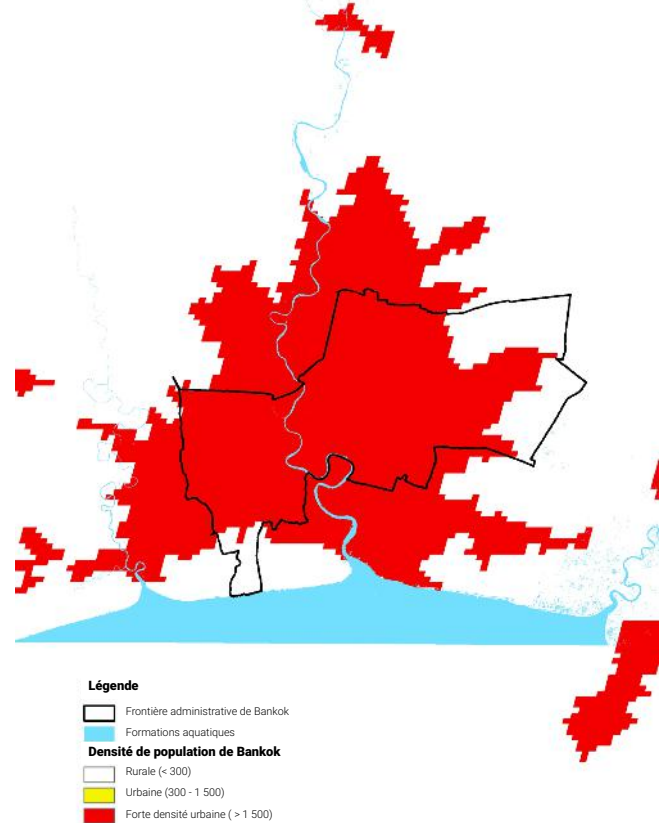 Légende
Frontière administrative de Bankok
Formations aquatiques
Densité de population de Bankok
Rurale (< 300)
Urbaine (300 - 1 500)
Forte densité urbaine ( > 1 500)